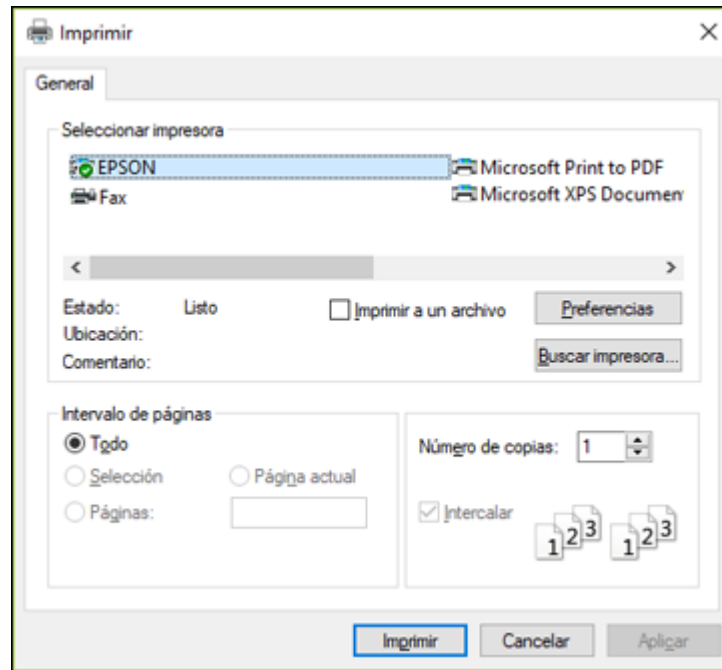 Imprimir
General
Seleccionar impresora
EPSON Microsoft Print to PDF
Fax Microsoft XPS Documen
Estado: Listo Imprimir a un archivo Preferencias
Ubicación:
Comentario: Buscar impresora...
Intervalo de páginas
Todo Número de copias: 1
Selección Página actual
Páginas: Intercalar
1 2 3 1 2 3
Imprimir Cancelar Aplicar